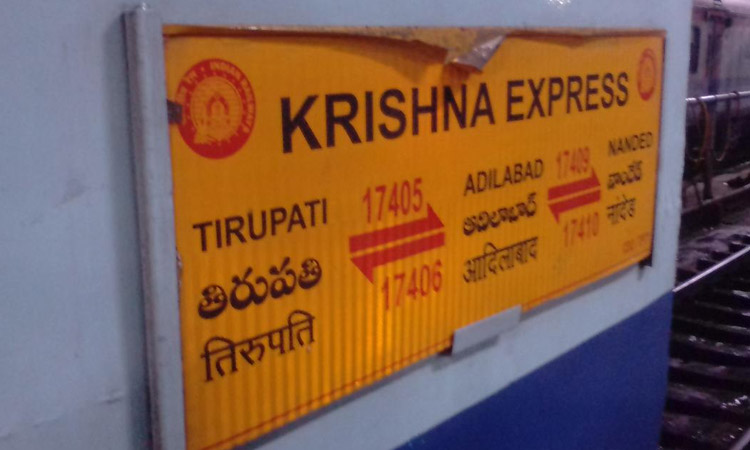 KRISHNA EXPRESS
TIRUPATI
తిరుపతి
तिरुपति
17405
17406
ADILABAD
ఆదిలాబాద్
आदिलाबाद
17409
17410
NANDED
నాందేడ్
नांदेड